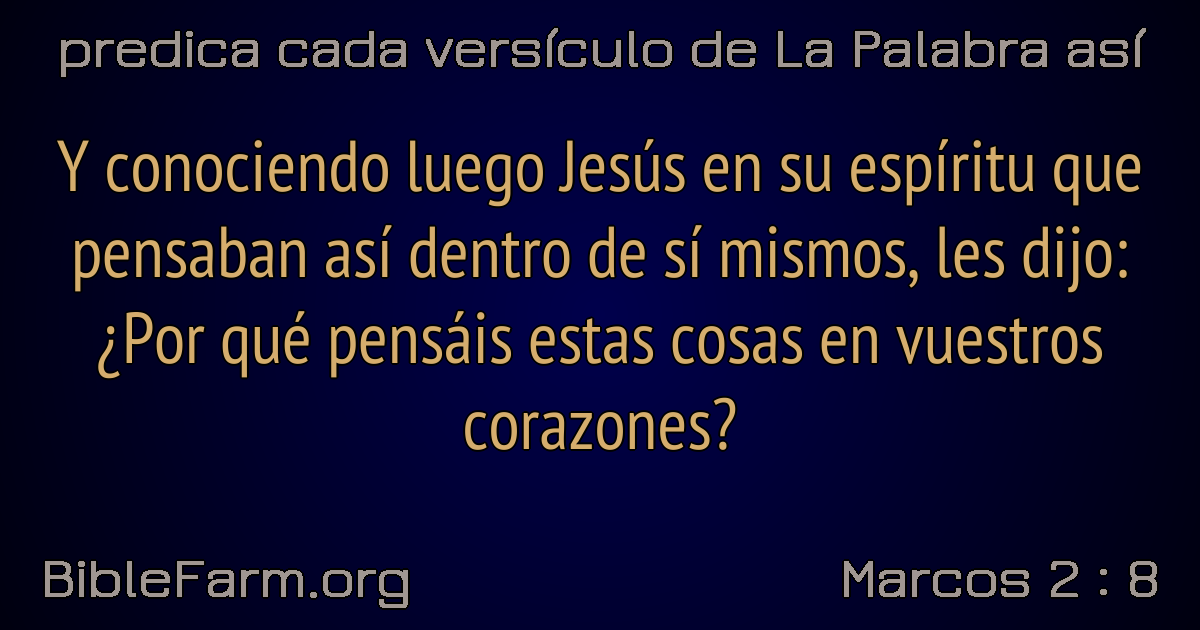 predica cada versículo de La Palabra así
Y conociendo luego Jesús en su espíritu que
pensaban así dentro de sí mismos, les dijo:
¿Por qué pensáis estas cosas en vuestros
corazones?
BibleFarm.org
Marcos 2 : 8